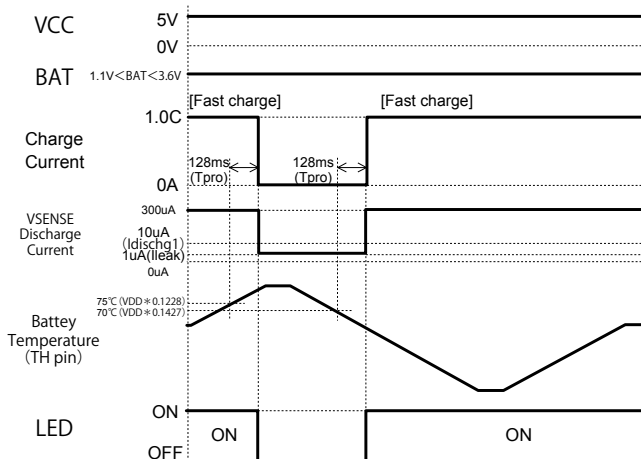 VCC
5V
0V
BAT
1.1V＜BAT＜3.6V
[Fast charge]
[Fast charge]
Charge
Current
1.0C
128ms
(Tpro)
128ms
(Tpro)
0A
VSENSE
Discharge
Current
300uA
10uA
(Idischg1)
1uA(Ileak)
0uA
Battey
Temperature
(TH pin)
75℃(VDD＊0.1228)
70℃(VDD＊0.1427)
LED
ON
OFF
ON
ON